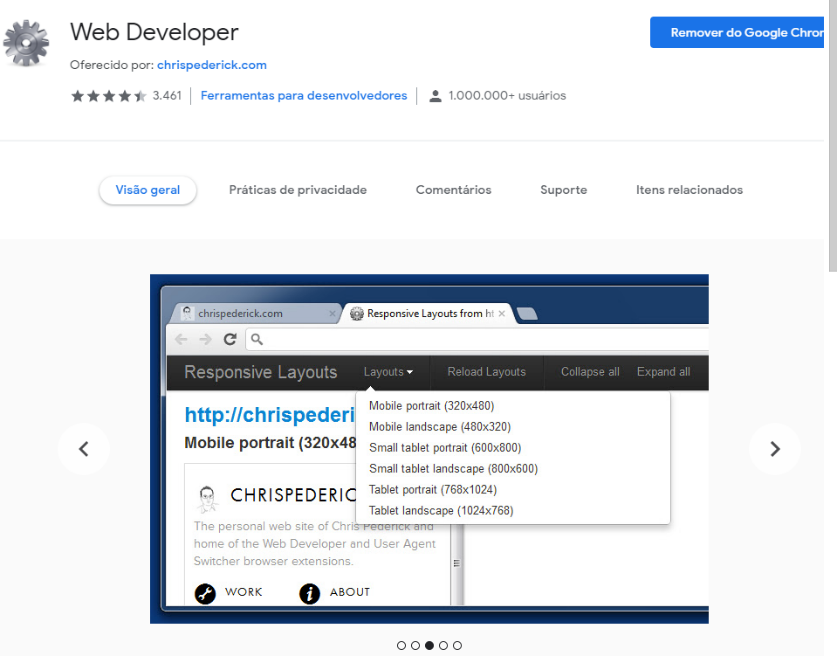 Web Developer
Remover do Google Chror
Oferecido por: chrispederick.com
3.461 Ferramentas para desenvolvedores 1.000.000+ usuários
Visão geral Práticas de privacidade Comentários Suporte Itens relacionados
chrispederick.com Responsive Layouts from ht
Responsive Layouts Layouts Reload Layouts Collapse all Expand all
http://chrispederi
Mobile portrait (320x48
Mobile portrait (320x480)
Mobile landscape (480x320)
Small tablet portrait (600x800)
Small tablet landscape (800x600)
Tablet portrait (768x1024)
Tablet landscape (1024x768)
CHRISPEDERIC
The personal web site of Chris Pederick and
home of the Web Developer and User Agent
Switcher browser extensions.
WORK ABOUT